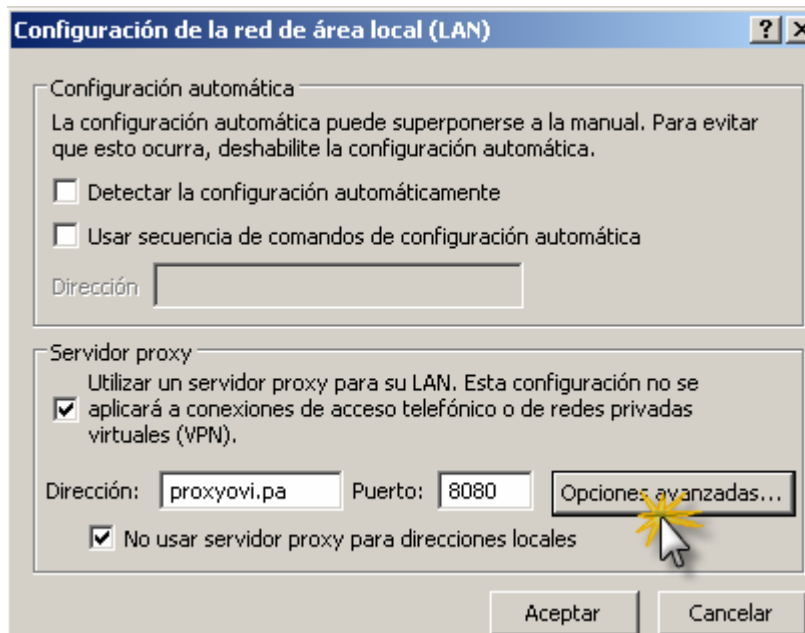 Configuración de la red de área local (LAN)
Configuración automática
La configuración automática puede superponerse a la manual. Para evitar
que esto ocurra, deshabilite la configuración automática.
Detectar la configuración automáticamente
Usar secuencia de comandos de configuración automática
Dirección
Servidor proxy
Utilizar un servidor proxy para su LAN. Esta configuración no se
aplicará a conexiones de acceso telefónico o de redes privadas
virtuales (VPN).
Dirección: proxyovi.pa Puerto: 8080 Opciones avanzadas...
No usar servidor proxy para direcciones locales
Aceptar Cancelar